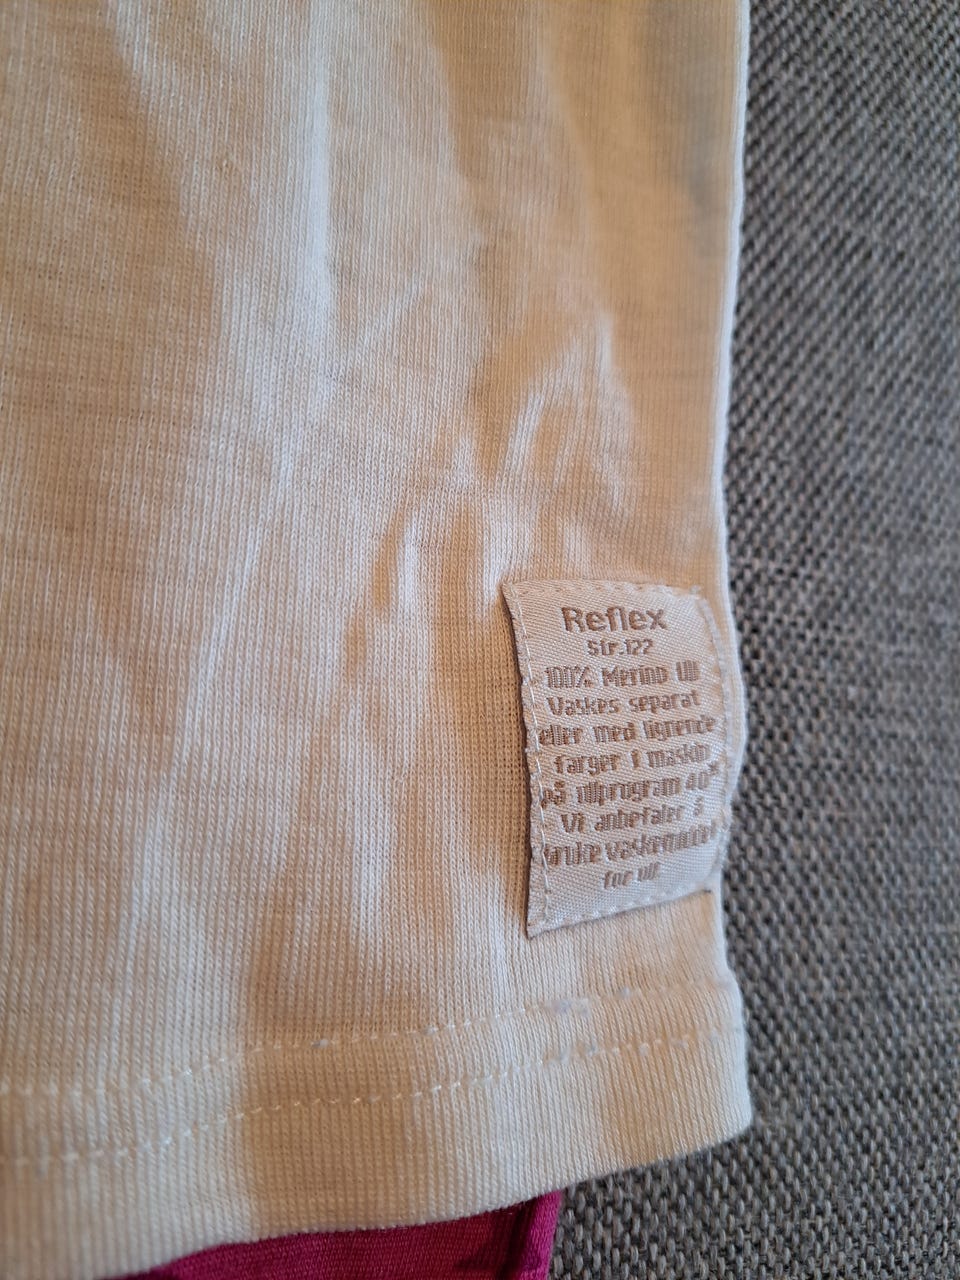 Reflex
Str.122
100% Merino Ull
Vaskes separat
eller med lignende
farger i maskin
på ullprogram 40°
Vi anbefaler å
bruke vaskemiddel
for ull